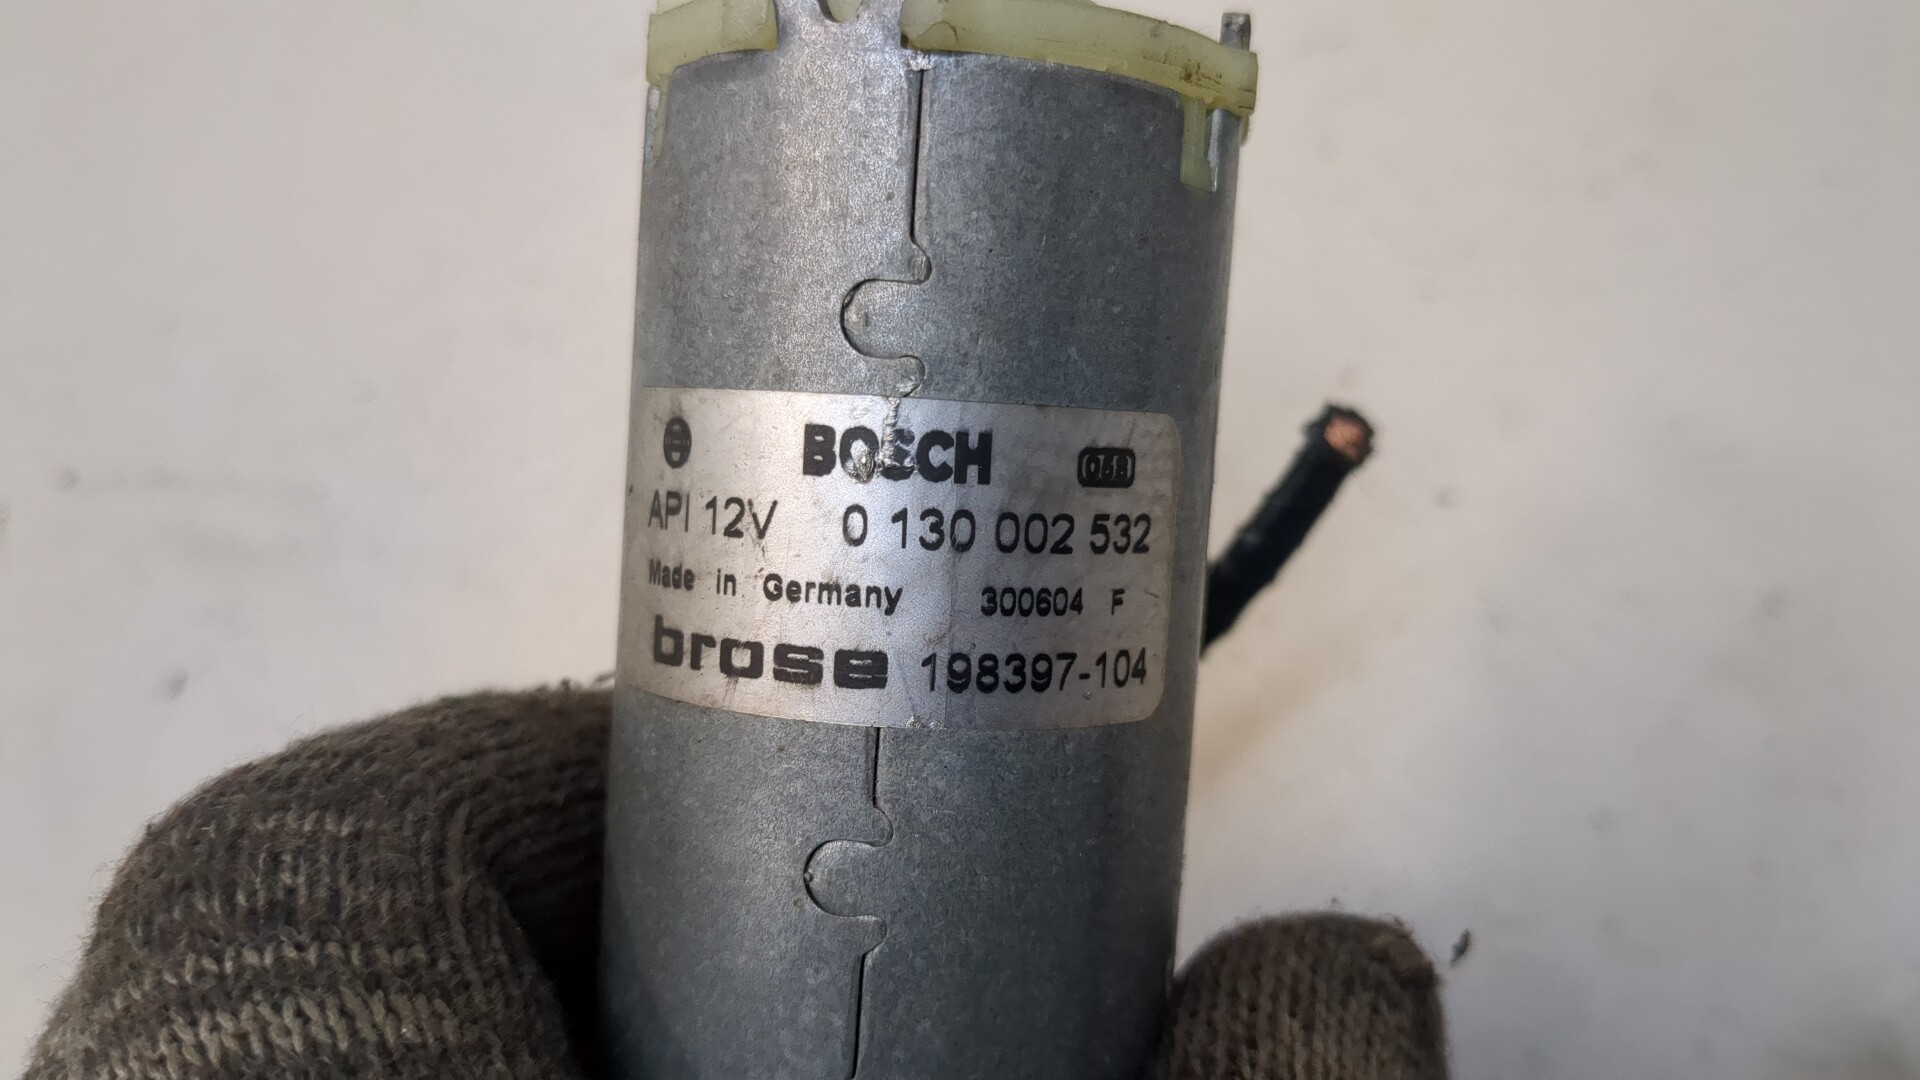 BOSCH
API 12V 0 130 002 532
Made in Germany 300604 F
brose 198397-104